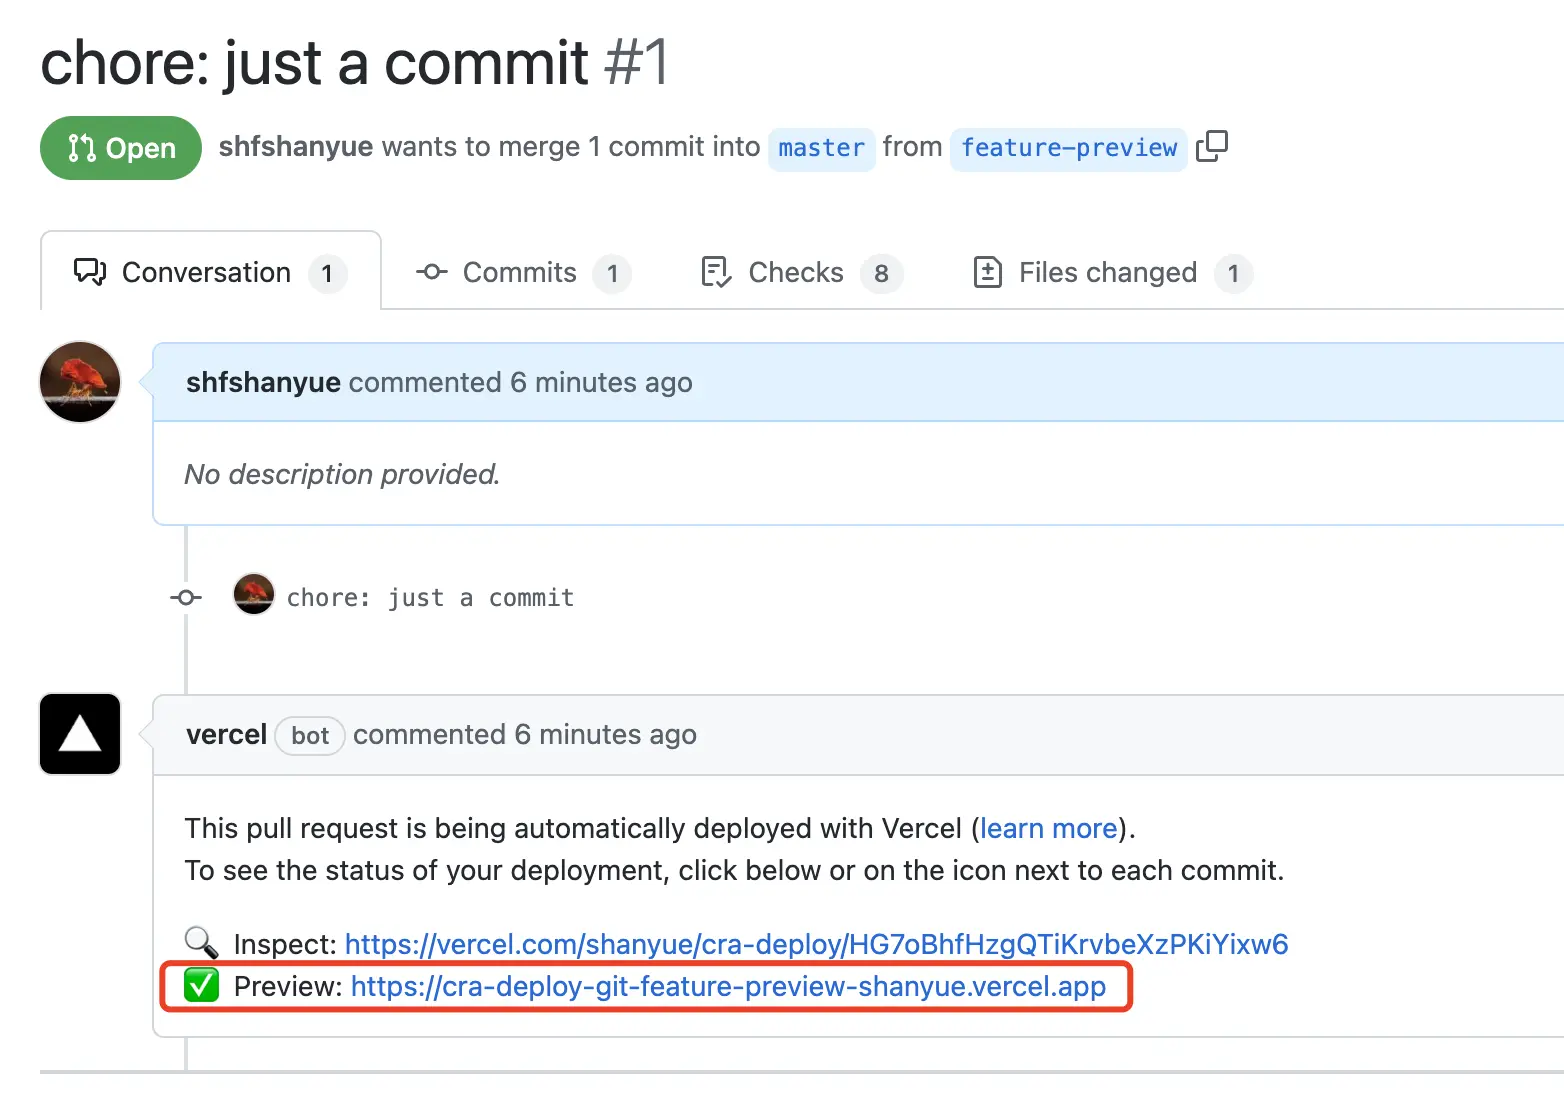 chore: just a commit #1
Open shfshanyue wants to merge 1 commit into master from feature-preview
Conversation 1 Commits 1 Checks 8 Files changed 1
shfshanyue commented 6 minutes ago
No description provided.
chore: just a commit
vercel bot commented 6 minutes ago
This pull request is being automatically deployed with Vercel (learn more).
To see the status of your deployment, click below or on the icon next to each commit.
Inspect: https://vercel.com/shanyue/cra-deploy/HG7oBhfHzgQTiKrvbeXzPKiYixw6
Preview: https://cra-deploy-git-feature-preview-shanyue.vercel.app